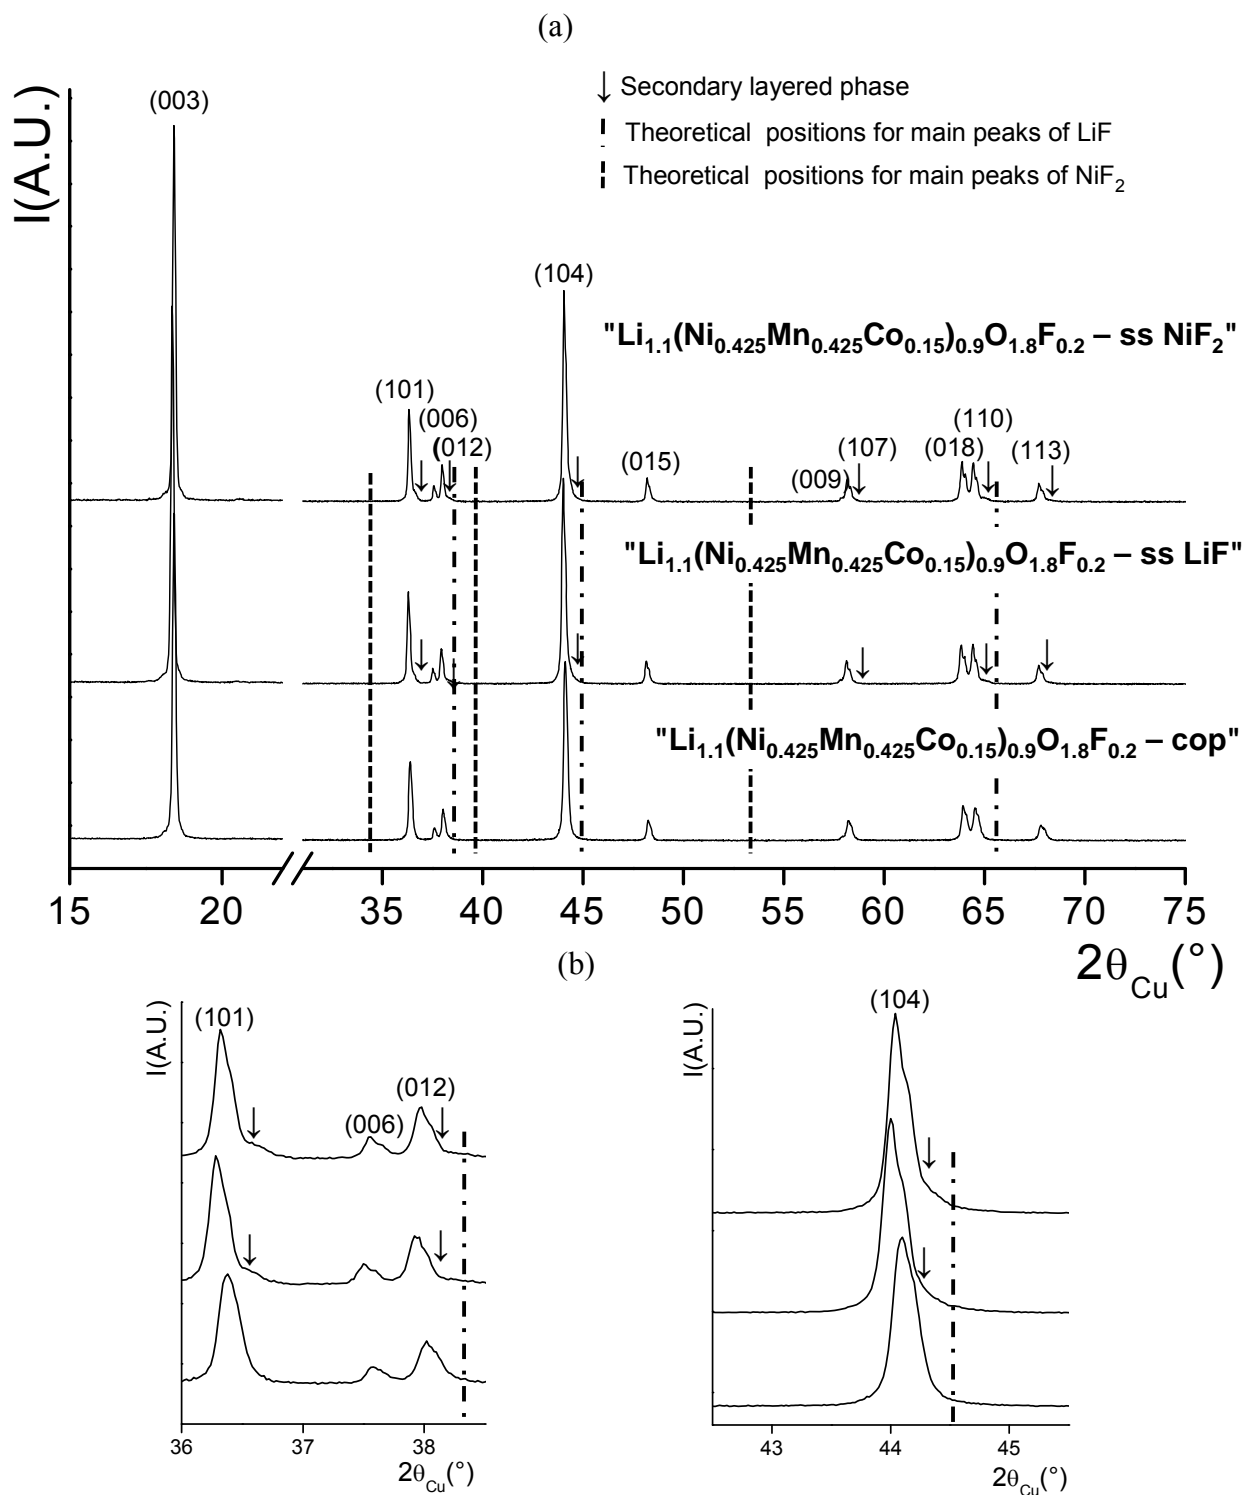 (a)
I(A.U.)
(003)
↓ Secondary layered phase
Theoretical positions for main peaks of LiF
Theoretical positions for main peaks of NiF₂
(104)
"Li₁.₁(Ni₀.₄₂₅Mn₀.₄₂₅Co₀.₁₅)₀.₉O₁.₈F₀.₂ – ss NiF₂"
(101)
(006)
(012)
(015)
(009)
(107)
(018)
(110)
(113)
"Li₁.₁(Ni₀.₄₂₅Mn₀.₄₂₅Co₀.₁₅)₀.₉O₁.₈F₀.₂ – ss LiF"
"Li₁.₁(Ni₀.₄₂₅Mn₀.₄₂₅Co₀.₁₅)₀.₉O₁.₈F₀.₂ – cop"
15 20 35 40 45 50 55 60 65 70 75
2θCu(°)
(b)
I(A.U.)
(101)
(006)
(012)
36 37 38
2θCu(°)
I(A.U.)
(104)
43 44 45
2θCu(°)